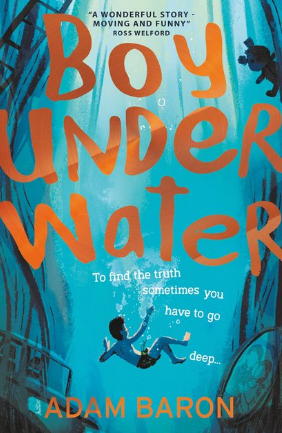 "A WONDERFUL STORY -
MOVING AND FUNNY"
ROSS WELFORD
Boy
UNDER
Water
To find the truth
sometimes you
have to go
deep...
ADAM BARON